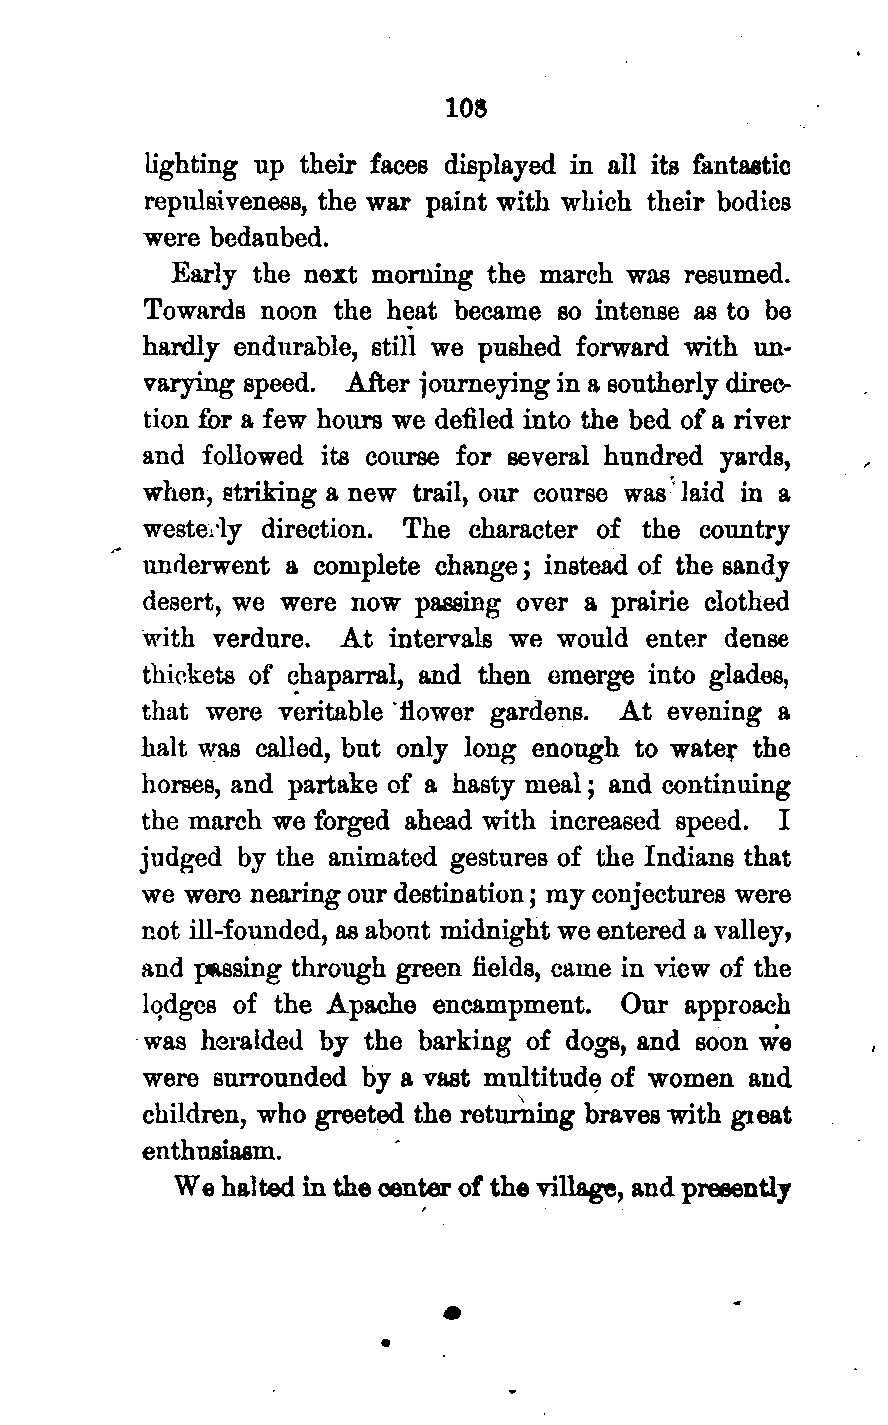 108
lighting up their faces displayed in all its fantastic
repulsiveness, the war paint with which their bodies
were bedaubed.
Early the next morning the march was resumed.
Towards noon the heat became so intense as to be
hardly endurable, still we pushed forward with un-
varying speed. After journeying in a southerly direc-
tion for a few hours we defiled into the bed of a river
and followed its course for several hundred yards,
when, striking a new trail, our course was laid in a
westerly direction. The character of the country
underwent a complete change; instead of the sandy
desert, we were now passing over a prairie clothed
with verdure. At intervals we would enter dense
thickets of chaparral, and then emerge into glades,
that were veritable flower gardens. At evening a
halt was called, but only long enough to water the
horses, and partake of a hasty meal; and continuing
the march we forged ahead with increased speed. I
judged by the animated gestures of the Indians that
we were nearing our destination; my conjectures were
not ill-founded, as about midnight we entered a valley,
and passing through green fields, came in view of the
lodges of the Apache encampment. Our approach
was heralded by the barking of dogs, and soon we
were surrounded by a vast multitude of women and
children, who greeted the returning braves with great
enthusiasm.
We halted in the center of the village, and presently